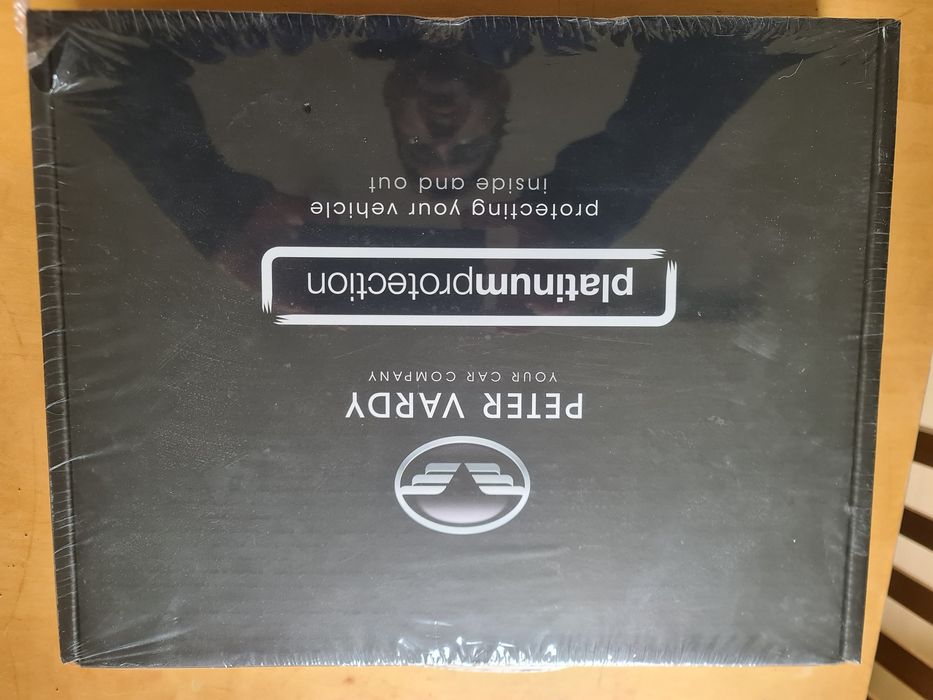 PETER VARDY
YOUR CAR COMPANY
platinumprotection
protecting your vehicle
inside and out